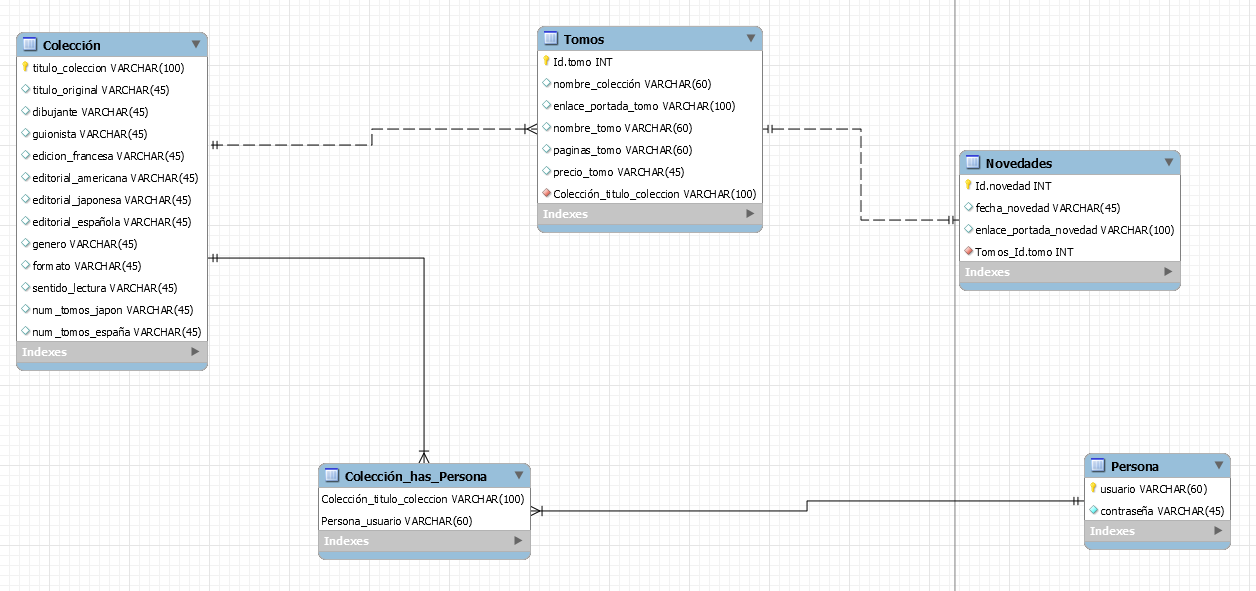 Colección
titulo_coleccion VARCHAR(100)
titulo_original VARCHAR(45)
dibujante VARCHAR(45)
guionista VARCHAR(45)
edicion_francesa VARCHAR(45)
editorial_americana VARCHAR(45)
editorial_japonesa VARCHAR(45)
editorial_española VARCHAR(45)
genero VARCHAR(45)
formato VARCHAR(45)
sentido_lectura VARCHAR(45)
num_tomos_japon VARCHAR(45)
num_tomos_españa VARCHAR(45)
Indexes
Tomos
Id.tomo INT
nombre_colección VARCHAR(60)
enlace_portada_tomo VARCHAR(100)
nombre_tomo VARCHAR(60)
paginas_tomo VARCHAR(60)
precio_tomo VARCHAR(45)
Colección_titulo_coleccion VARCHAR(100)
Indexes
Novedades
Id.novedad INT
fecha_novedad VARCHAR(45)
enlace_portada_novedad VARCHAR(100)
Tomos_Id.tomo INT
Indexes
Colección_has_Persona
Colección_titulo_coleccion VARCHAR(100)
Persona_usuario VARCHAR(60)
Indexes
Persona
usuario VARCHAR(60)
contraseña VARCHAR(45)
Indexes